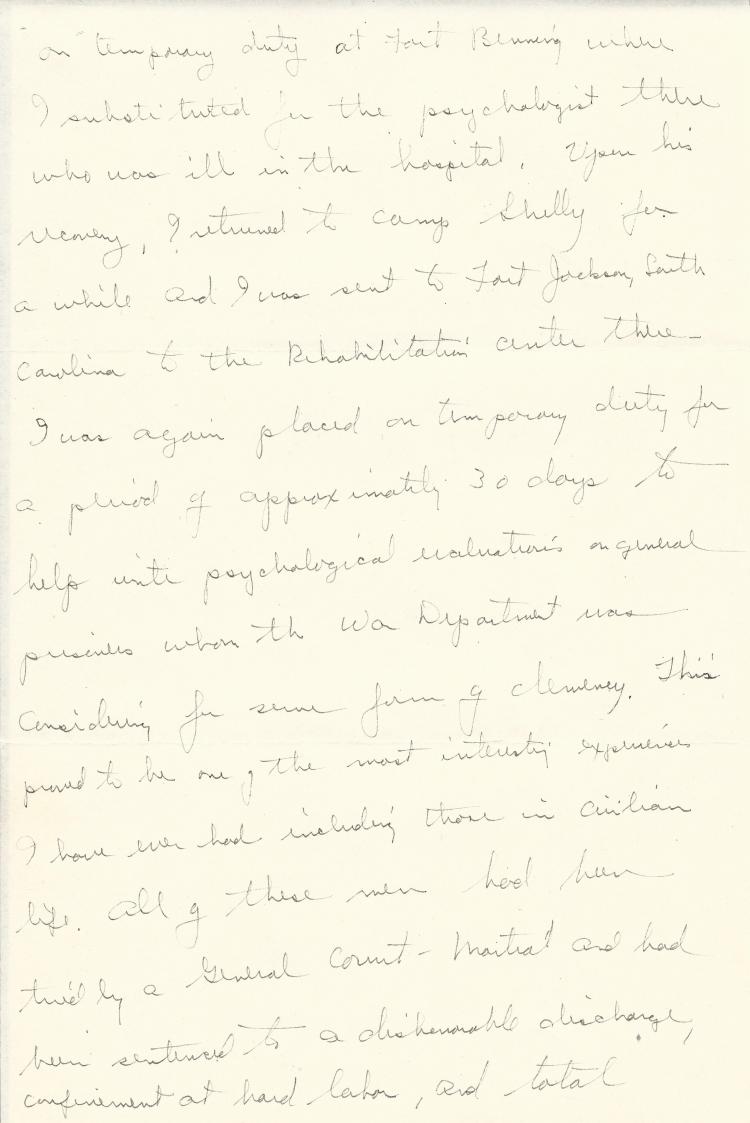 on temporary duty at Fort Benning where
I substituted for the psychologist there
who was ill in the hospital. Upon his
recovery, I returned to Camp Shelly for
a while and I was sent to Fort Jackson, South
Carolina to the Rehabilitation center there -
I was again placed on temporary duty for
a period of approximately 30 days to
help write psychological evaluations on general
prisoners whom the War Department was
considering for some form of clemency. This
proved to be one of the most interesting experiences
I have ever had including those in civilian
life. All of these men had been
tried by a General Court-Martial and had
been sentenced to a dishonorable discharge,
confinement at hard labor, and total